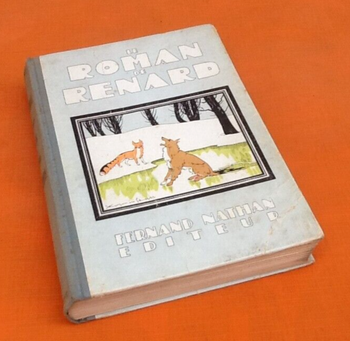 LE
ROMAN
DE
RENARD
FERNAND NATHAN
EDITEUR